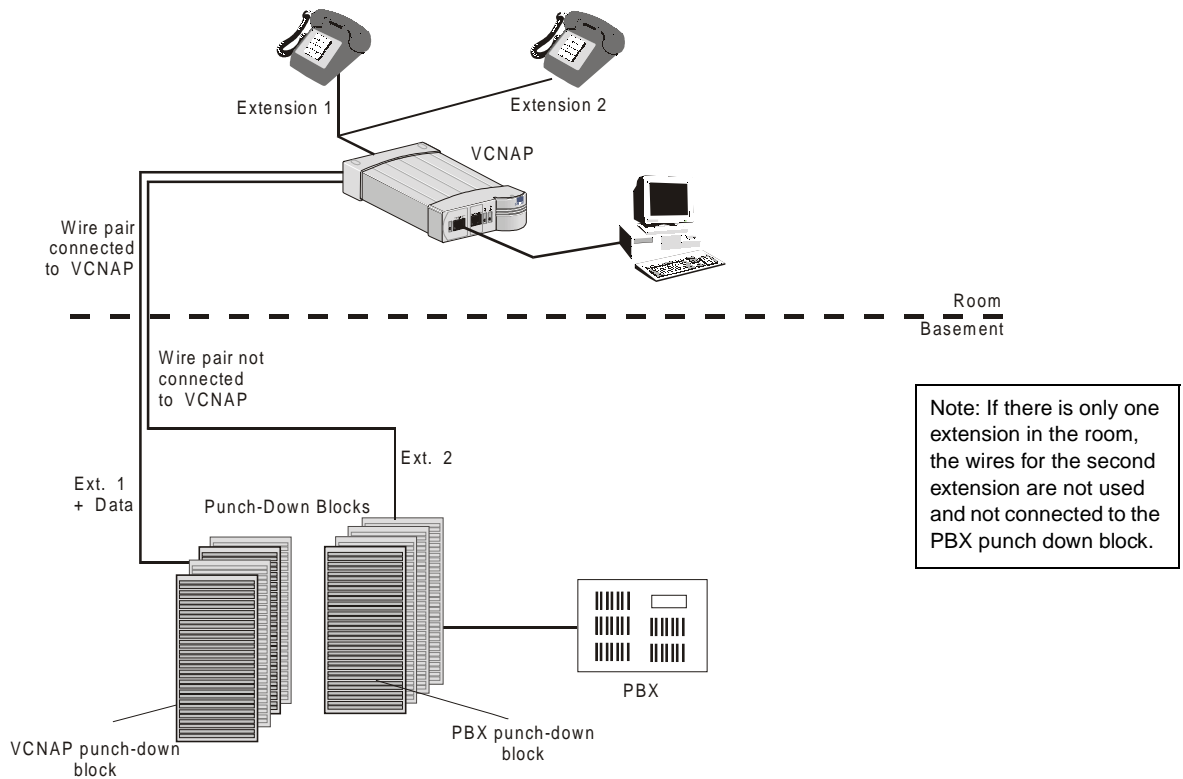 Extension 1
Extension 2
VCNAP
Wire pair
connected
to VCNAP
Room
Basement
Wire pair not
connected
to VCNAP
Note: If there is only one
extension in the room,
the wires for the second
extension are not used
and not connected to the
PBX punch down block.
Ext. 2
Ext. 1
+ Data
Punch-Down Blocks
PBX
VCNAP punch-down
block
PBX punch-down
block